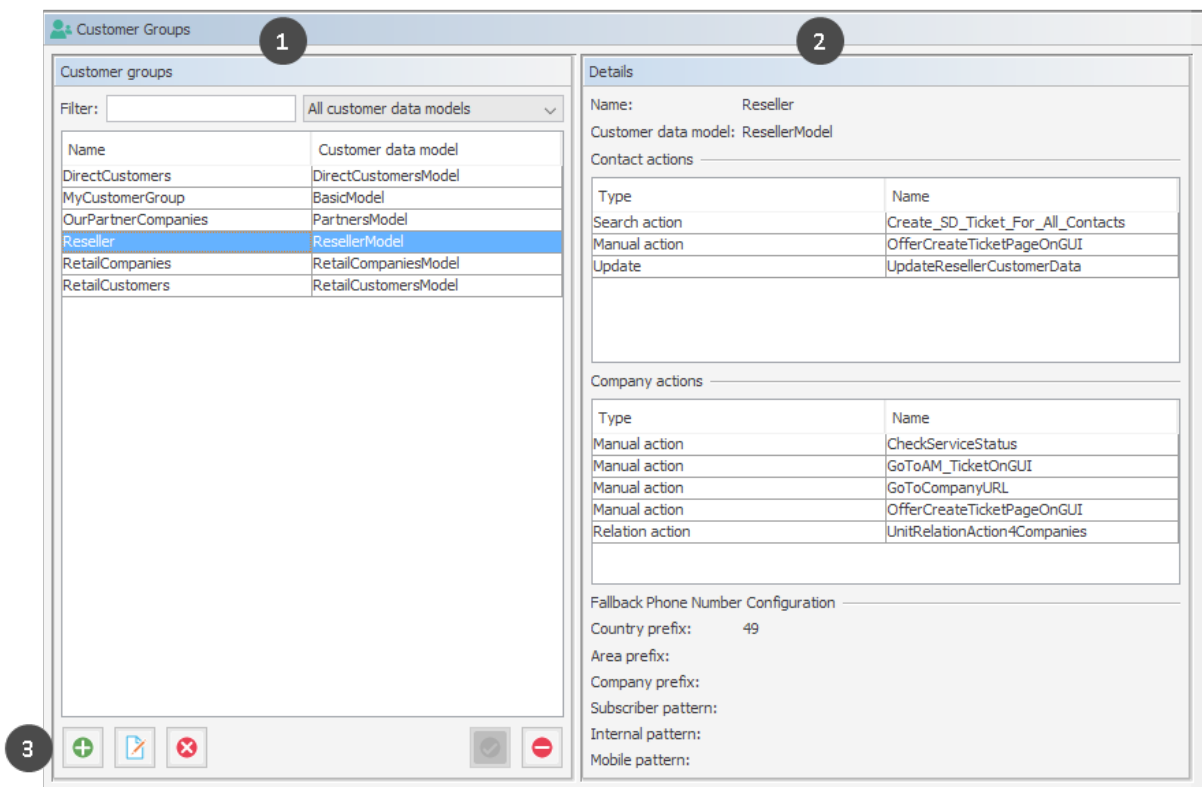 Customer Groups
1
2
Customer groups
Filter:
All customer data models
Name Customer data model
DirectCustomers DirectCustomersModel
MyCustomerGroup BasicModel
OurPartnerCompanies PartnersModel
Reseller ResellerModel
RetailCompanies RetailCompaniesModel
RetailCustomers RetailCustomersModel
3
Details
Name: Reseller
Customer data model: ResellerModel
Contact actions
Type Name
Search action Create_SD_Ticket_For_All_Contacts
Manual action OfferCreateTicketPageOnGUI
Update UpdateResellerCustomerData
Company actions
Type Name
Manual action CheckServiceStatus
Manual action GoToAM_TicketOnGUI
Manual action GoToCompanyURL
Manual action OfferCreateTicketPageOnGUI
Relation action UnitRelationAction4Companies
Fallback Phone Number Configuration
Country prefix: 49
Area prefix:
Company prefix:
Subscriber pattern:
Internal pattern:
Mobile pattern: